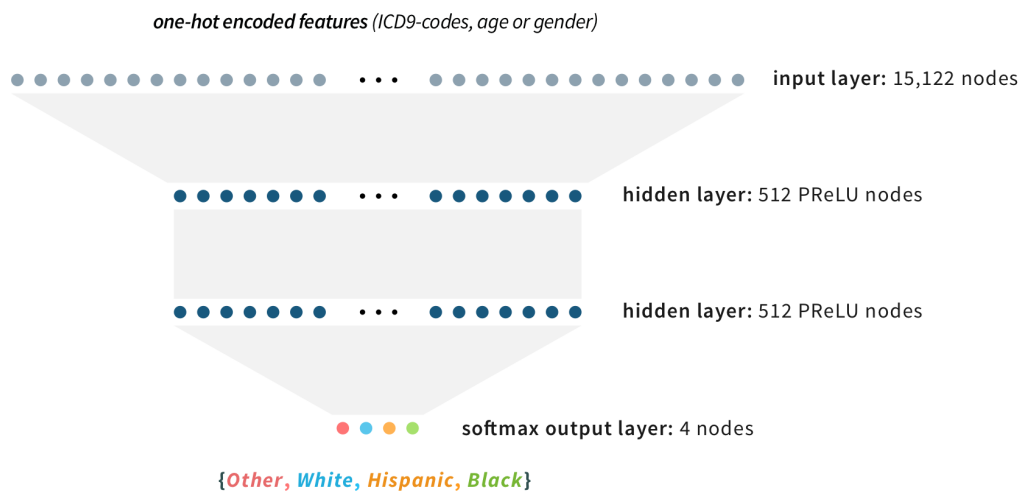 one-hot encoded features (ICD9-codes, age or gender)
input layer: 15,122 nodes
hidden layer: 512 PReLU nodes
hidden layer: 512 PReLU nodes
softmax output layer: 4 nodes
{Other, White, Hispanic, Black}